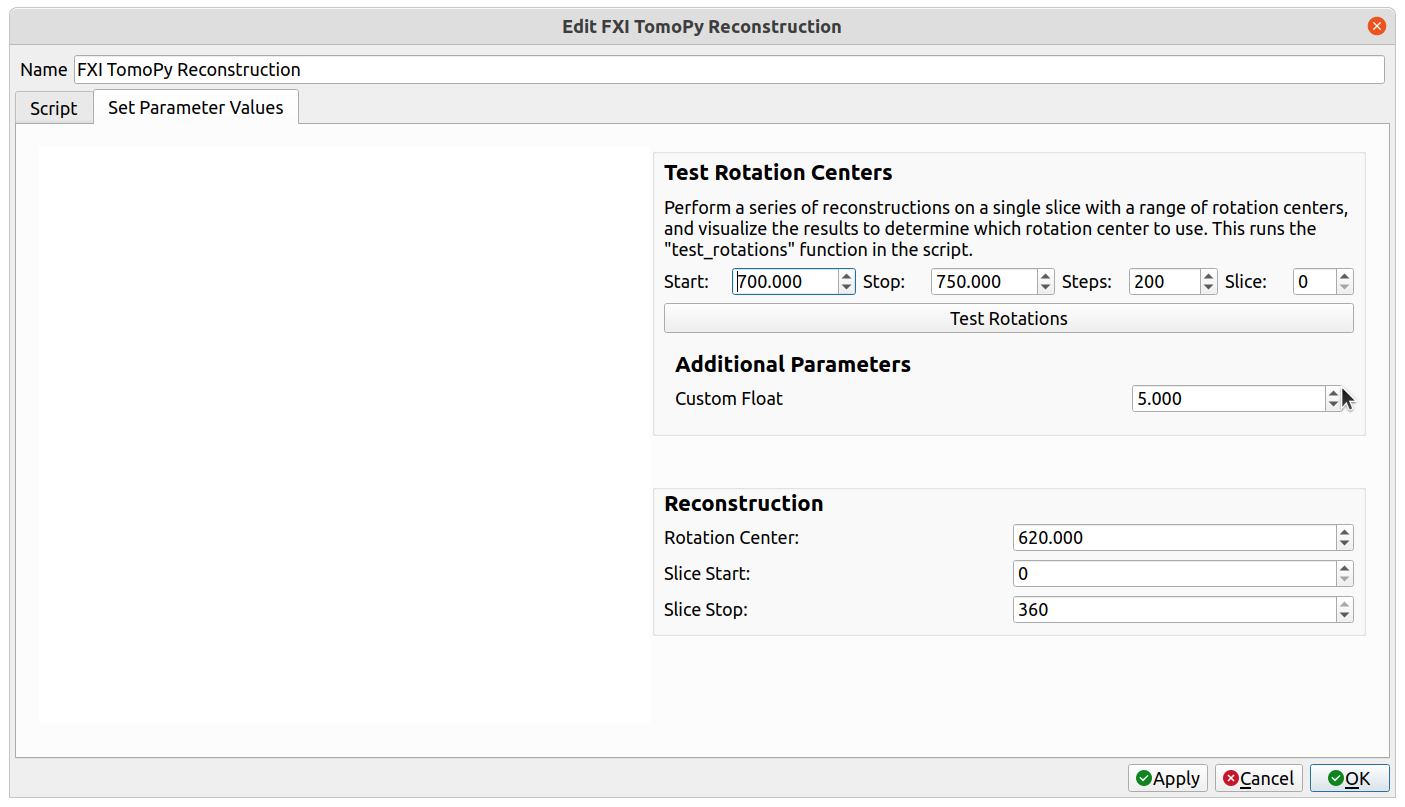 Edit FXI TomoPy Reconstruction
Name FXI TomoPy Reconstruction
Script Set Parameter Values
Test Rotation Centers
Perform a series of reconstructions on a single slice with a range of rotation centers,
and visualize the results to determine which rotation center to use. This runs the
"test_rotations" function in the script.
Start: 700.000 Stop: 750.000 Steps: 200 Slice: 0
Test Rotations
Additional Parameters
Custom Float 5.000
Reconstruction
Rotation Center: 620.000
Slice Start: 0
Slice Stop: 360
Apply Cancel OK